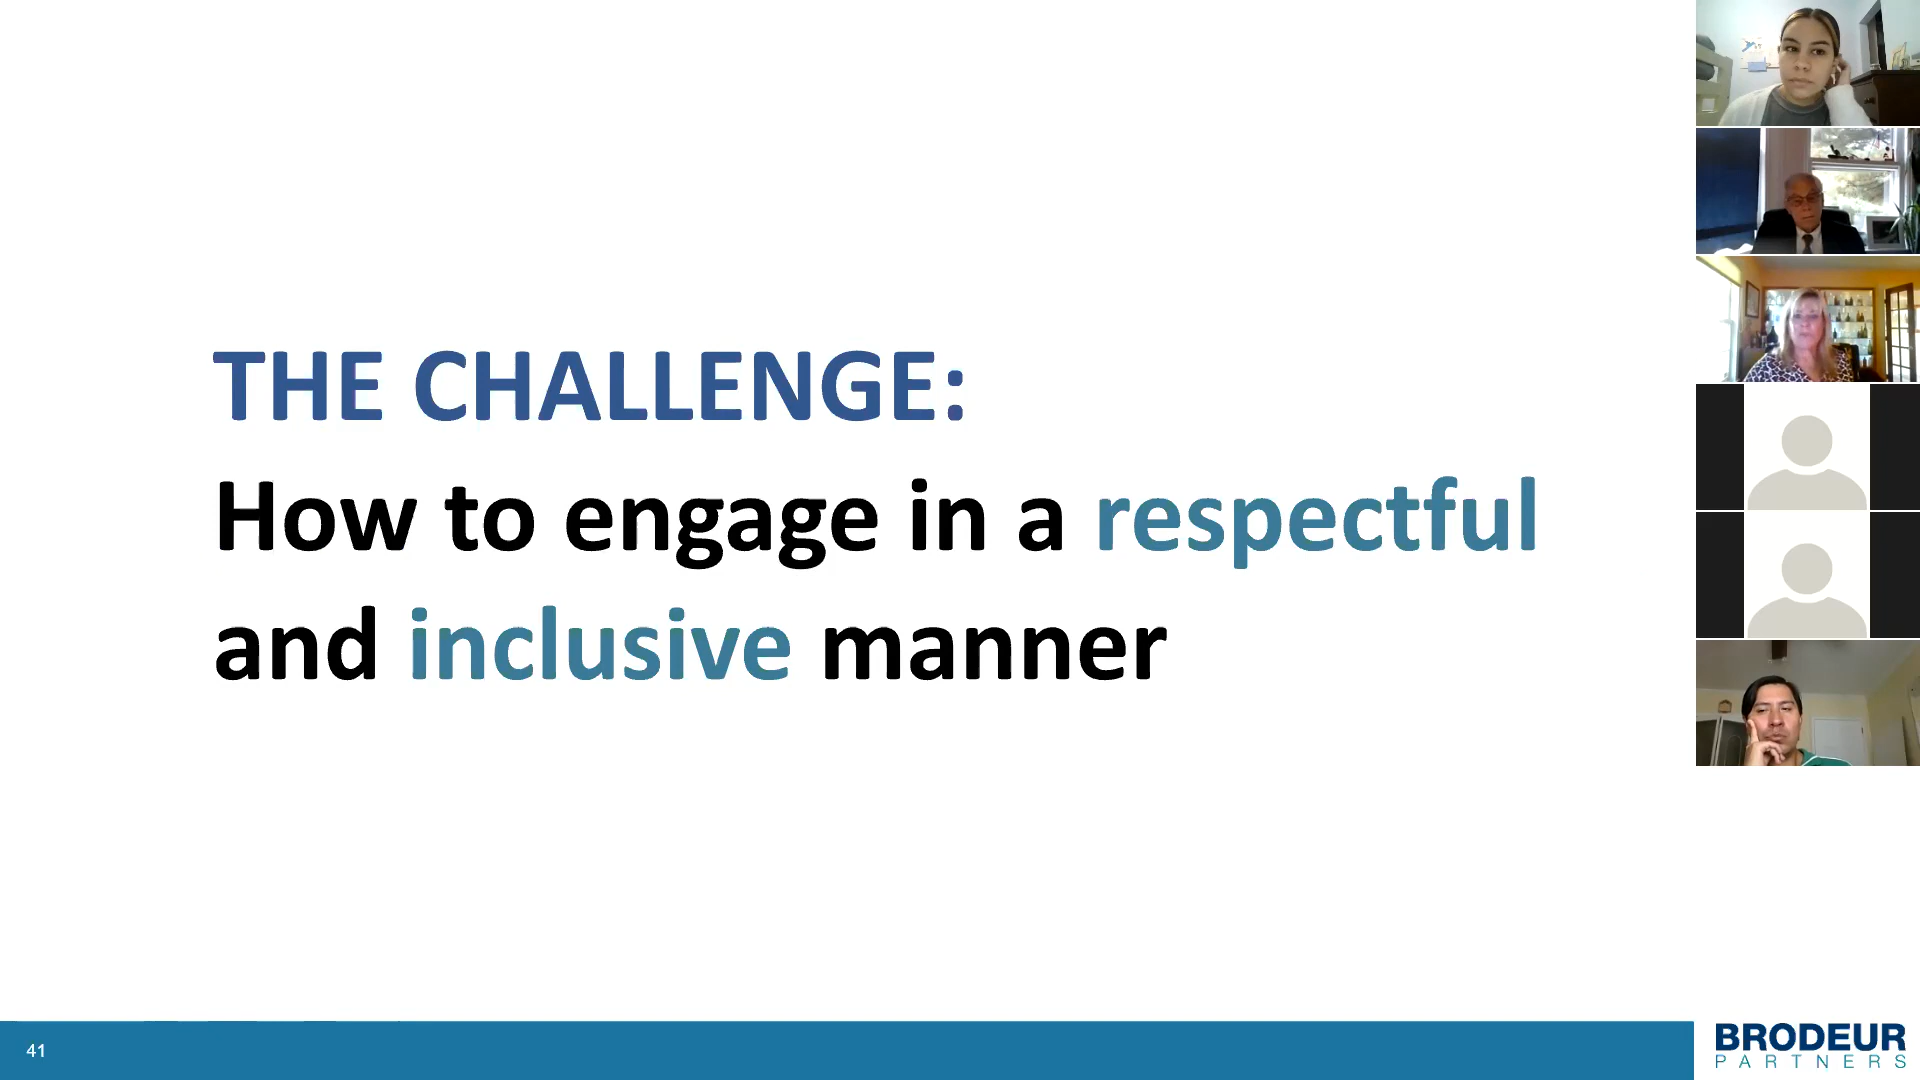 THE CHALLENGE:
How to engage in a respectful
and inclusive manner
41
BRODEUR
PARTNERS